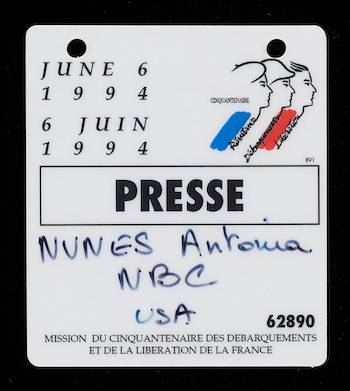 JUNE 6
1994
6 JUIN
1994
CINQUANTENAIRE
Résistance
Débarquements
Libération
891
PRESSE
NUNES Antonia
NBC
USA
62890
MISSION DU CINQUANTENAIRE DES DEBARQUEMENTS
ET DE LA LIBERATION DE LA FRANCE